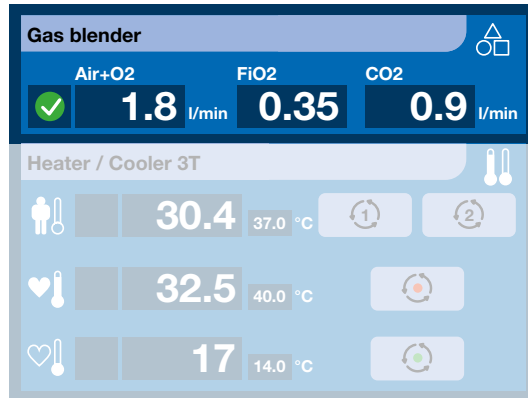 Gas blender
Air+O2 FiO2 CO2
1.8 l/min 0.35 0.9 l/min
Heater / Cooler 3T
30.4 37.0 °C 1 2
32.5 40.0 °C
17 14.0 °C